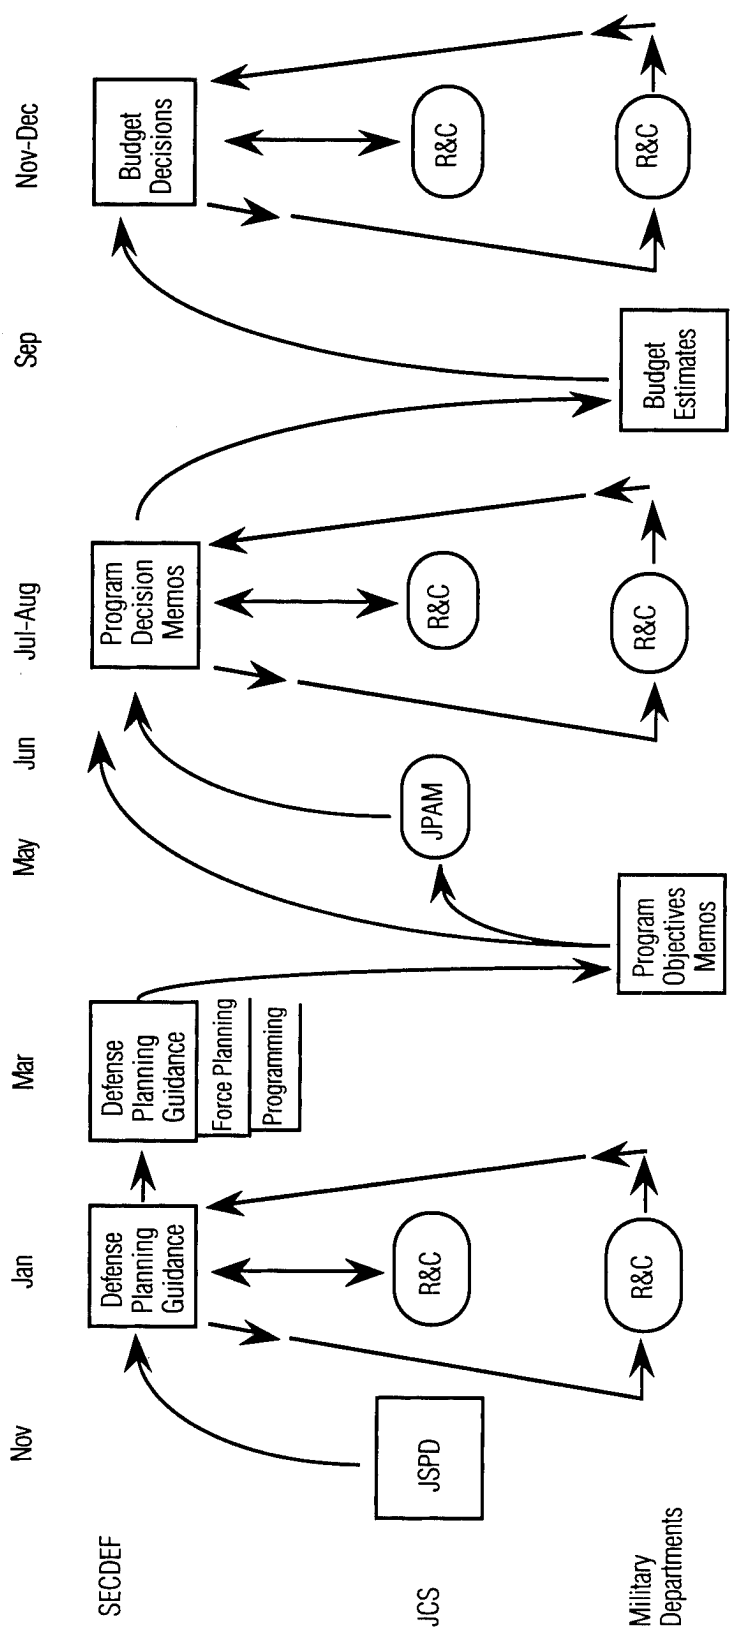 Nov
Jan
Mar
May
Jun
Jul-Aug
Sep
Nov-Dec
SECDEF
Defense
Planning
Guidance
Defense
Planning
Guidance
Force Planning
Programming
Program
Decision
Memos
Budget
Decisions
JCS
JSPD
R&C
JPAM
R&C
R&C
Military
Departments
R&C
Program
Objectives
Memos
R&C
Budget
Estimates
R&C